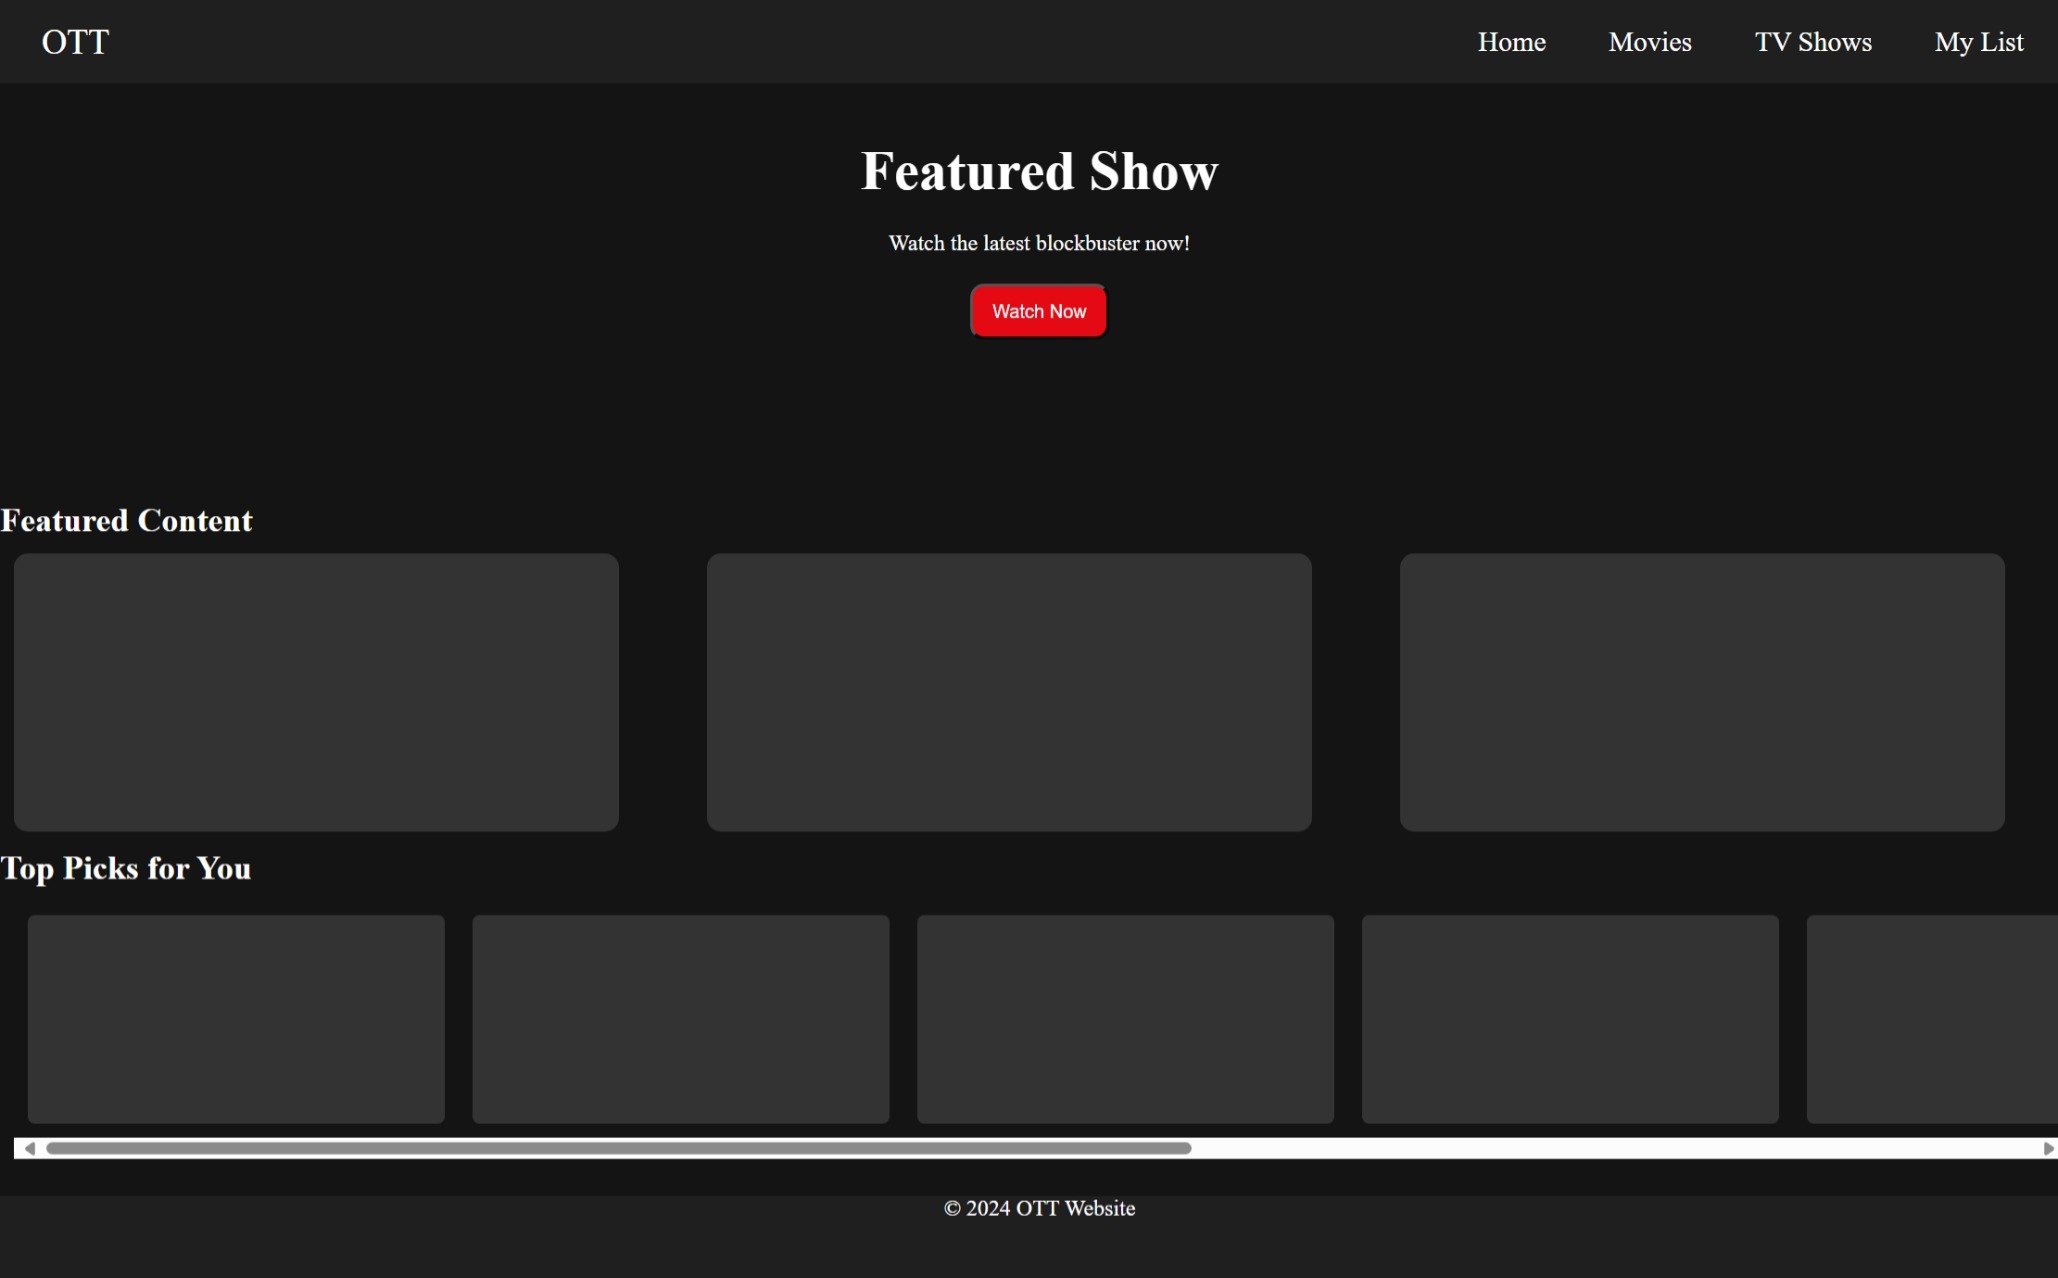 OTT
Home Movies TV Shows My List
Featured Show
Watch the latest blockbuster now!
Watch Now
Featured Content
Top Picks for You
© 2024 OTT Website